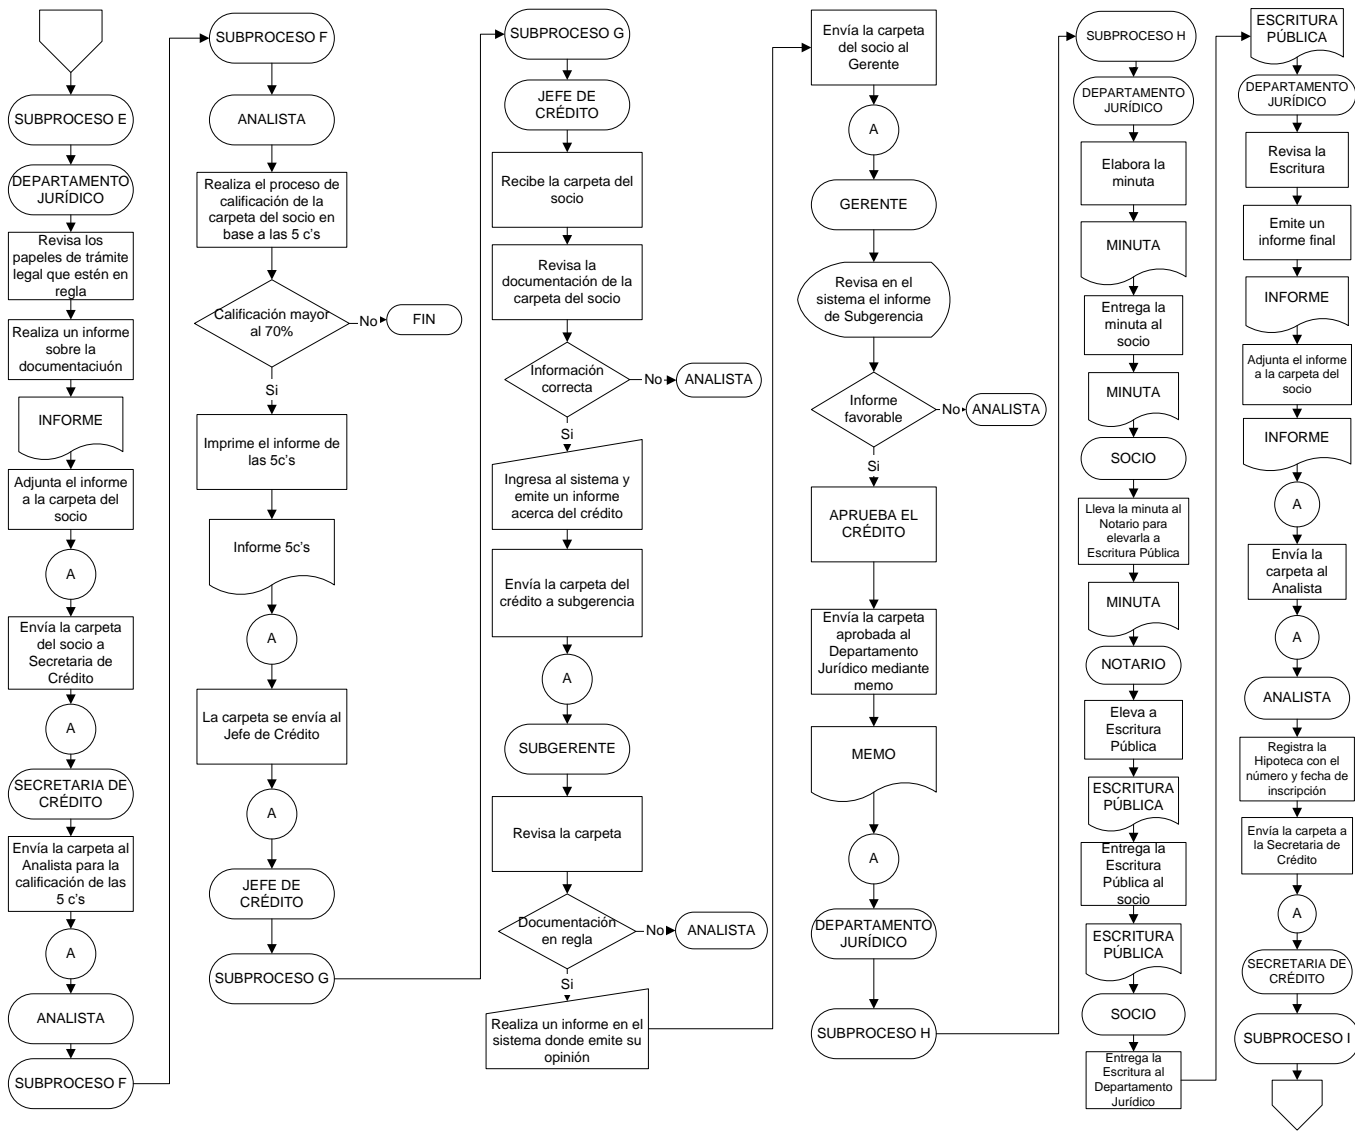 SUBPROCESO E
DEPARTAMENTO
JURÍDICO
Revisa los
papeles de trámite
legal que estén en
regla
Realiza un informe
sobre la
documentaciuón
INFORME
Adjunta el informe
a la carpeta del
socio
A
Envía la carpeta
del socio a
Secretaria de
Crédito
A
SECRETARIA DE
CRÉDITO
Envía la carpeta al
Analista para la
calificación de las
5 c's
A
ANALISTA
SUBPROCESO F
SUBPROCESO F
ANALISTA
Realiza el proceso de
calificación de la
carpeta del socio en
base a las 5 c's
Calificación mayor
al 70%
No
FIN
Si
Imprime el informe de
las 5c's
Informe 5c's
A
La carpeta se envía al
Jefe de Crédito
A
JEFE DE
CRÉDITO
SUBPROCESO G
SUBPROCESO G
JEFE DE
CRÉDITO
Recibe la carpeta del
socio
Revisa la
documentación de la
carpeta del socio
Información
correcta
No
ANALISTA
Si
Ingresa al sistema y
emite un informe
acerca del crédito
Envía la carpeta del
crédito a subgerencia
A
SUBGERENTE
Revisa la carpeta
Documentación
en regla
No
ANALISTA
Si
Realiza un informe en el
sistema donde emite su
opinión
Envía la carpeta
del socio al
Gerente
A
GERENTE
Revisa en el
sistema el informe
de Subgerencia
Informe
favorable
No
ANALISTA
Si
APRUEBA EL
CRÉDITO
Envía la carpeta
aprobada al
Departamento
Jurídico mediante
memo
MEMO
A
DEPARTAMENTO
JURÍDICO
SUBPROCESO H
SUBPROCESO H
DEPARTAMENTO
JURÍDICO
Elabora la
minuta
MINUTA
Entrega la
minuta al
socio
MINUTA
SOCIO
Lleva la minuta al
Notario para
elevarla a
Escritura Pública
MINUTA
NOTARIO
Eleva a
Escritura
Pública
ESCRITURA
PÚBLICA
Entrega la
Escritura
Pública al
socio
ESCRITURA
PÚBLICA
SOCIO
Entrega la
Escritura al
Departamento
Jurídico
ESCRITURA
PÚBLICA
DEPARTAMENTO
JURÍDICO
Revisa la
Escritura
Emite un
informe final
INFORME
Adjunta el informe
a la carpeta del
socio
INFORME
A
Envía la
carpeta al
Analista
A
ANALISTA
Registra la
Hipoteca con el
número y fecha de
inscripción
Envía la carpeta a
la Secretaria de
Crédito
A
SECRETARIA DE
CRÉDITO
SUBPROCESO I